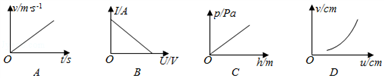 v/m·s⁻¹
O
t/s
A
I/A
O
U/V
B
p/Pa
O
h/m
C
v/cm
O
u/cm
D